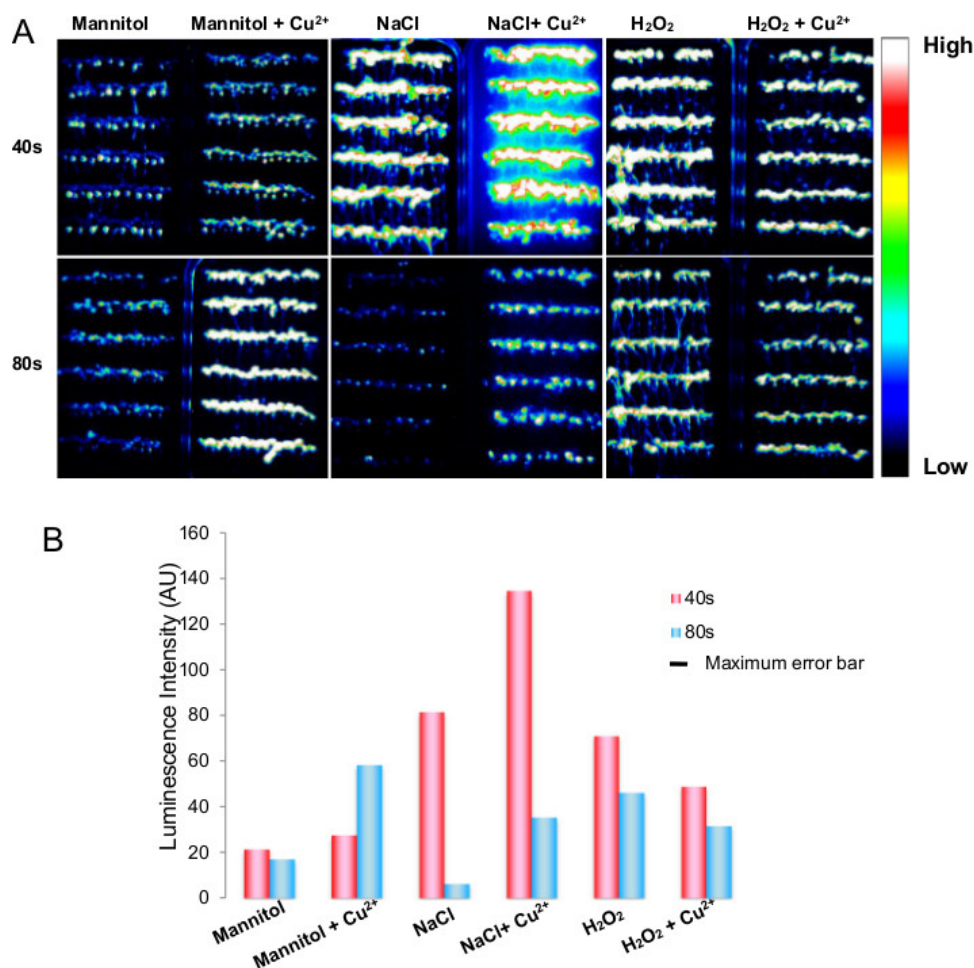 A
Mannitol Mannitol + Cu²⁺ NaCl NaCl+ Cu²⁺ H₂O₂ H₂O₂ + Cu²⁺
High
40s
80s
Low
B
Luminescence Intensity (AU)
160
140
120
100
80
60
40
20
0
40s
80s
Maximum error bar
Mannitol
Mannitol + Cu²⁺
NaCl
NaCl+ Cu²⁺
H₂O₂
H₂O₂ + Cu²⁺